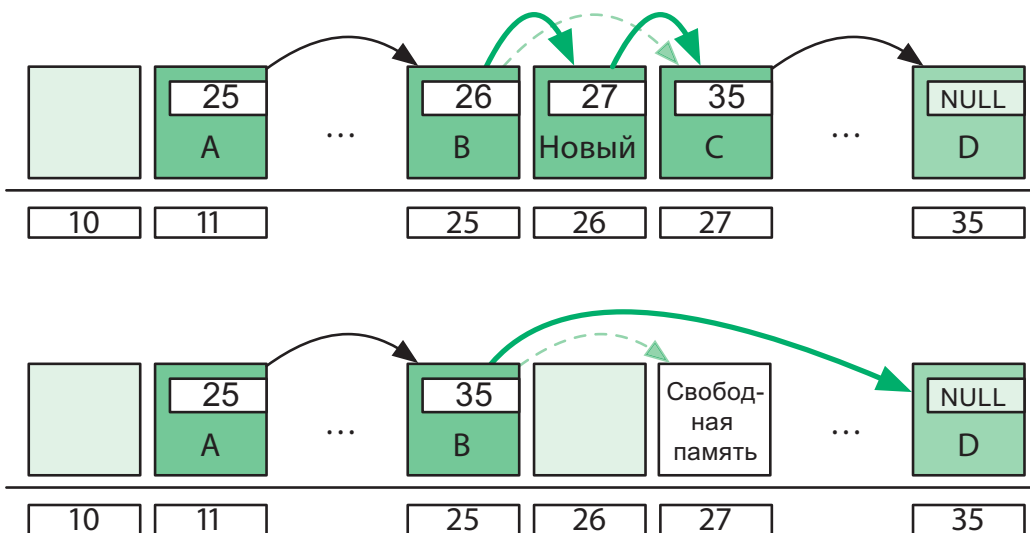 25 26 27 35 NULL
A ... B Новый C ... D
10 11 25 26 27 35
25 35 Свобод- NULL
ная
A ... B память ... D
10 11 25 26 27 35